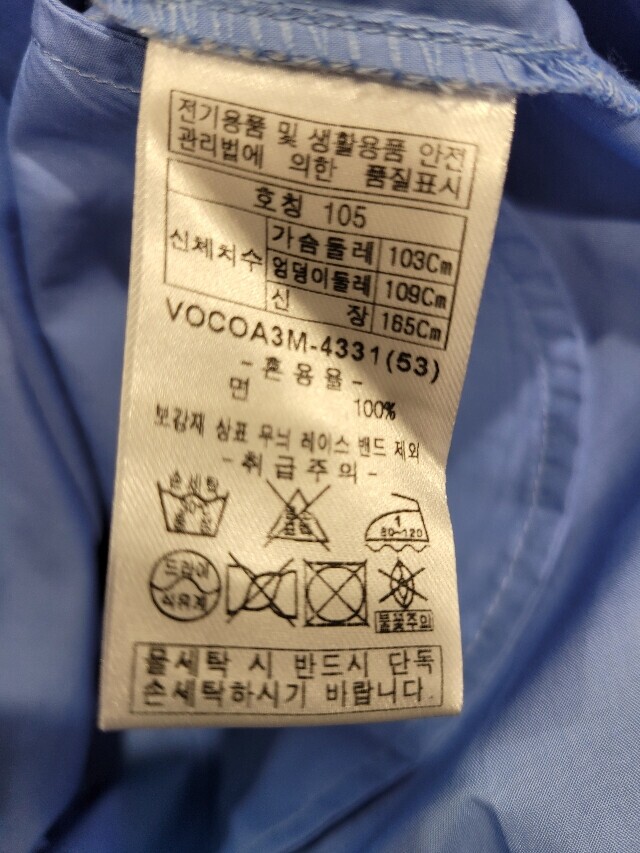 전기용품 및 생활용품 안전
관리법에 의한 품질표시
호칭 105
신체치수
가슴둘레 103Cm
엉덩이둘레 109Cm
신 장 165Cm
VOCOA3M-4331(53)
-혼용율-
면 100%
보강재 상표 무늬 레이스 밴드 제외
-취급주의-
손세탁
1
80~120
드라이
석유계
불꽃주의
물세탁 시 반드시 단독
손세탁하시기 바랍니다.